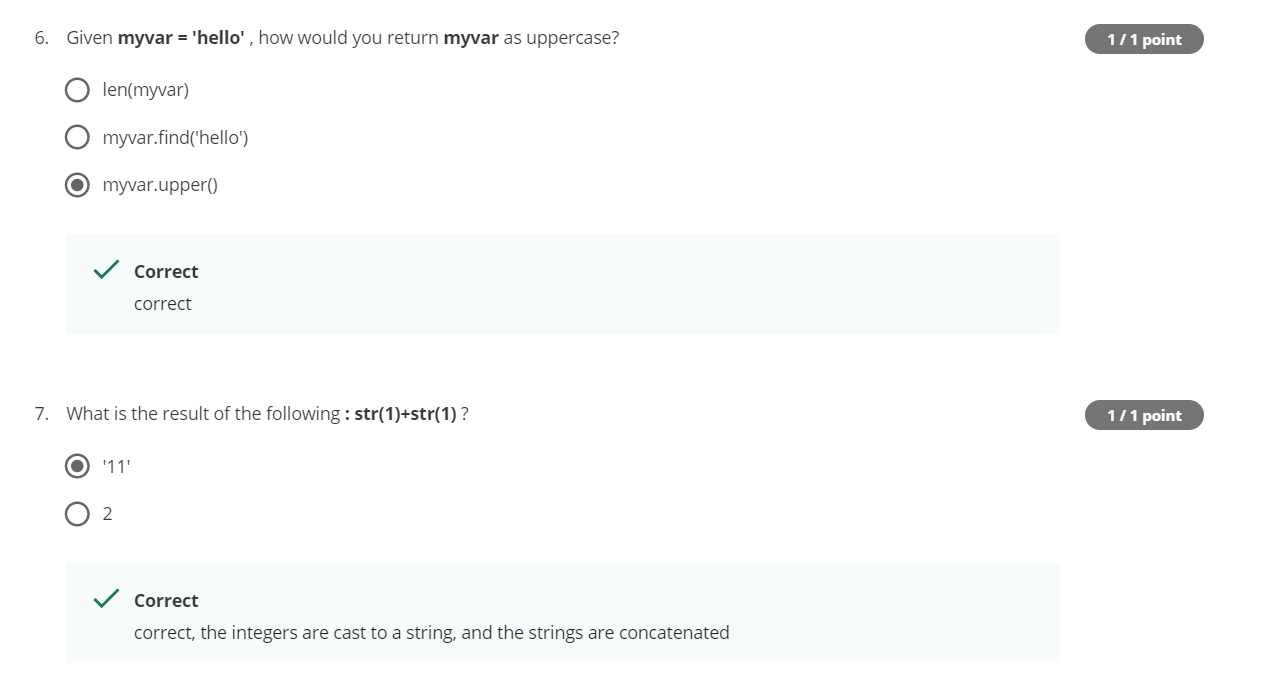 6. Given myvar = 'hello' , how would you return myvar as uppercase?
1 / 1 point
len(myvar)
myvar.find('hello')
myvar.upper()
Correct
correct
7. What is the result of the following : str(1)+str(1) ?
1 / 1 point
'11'
2
Correct
correct, the integers are cast to a string, and the strings are concatenated